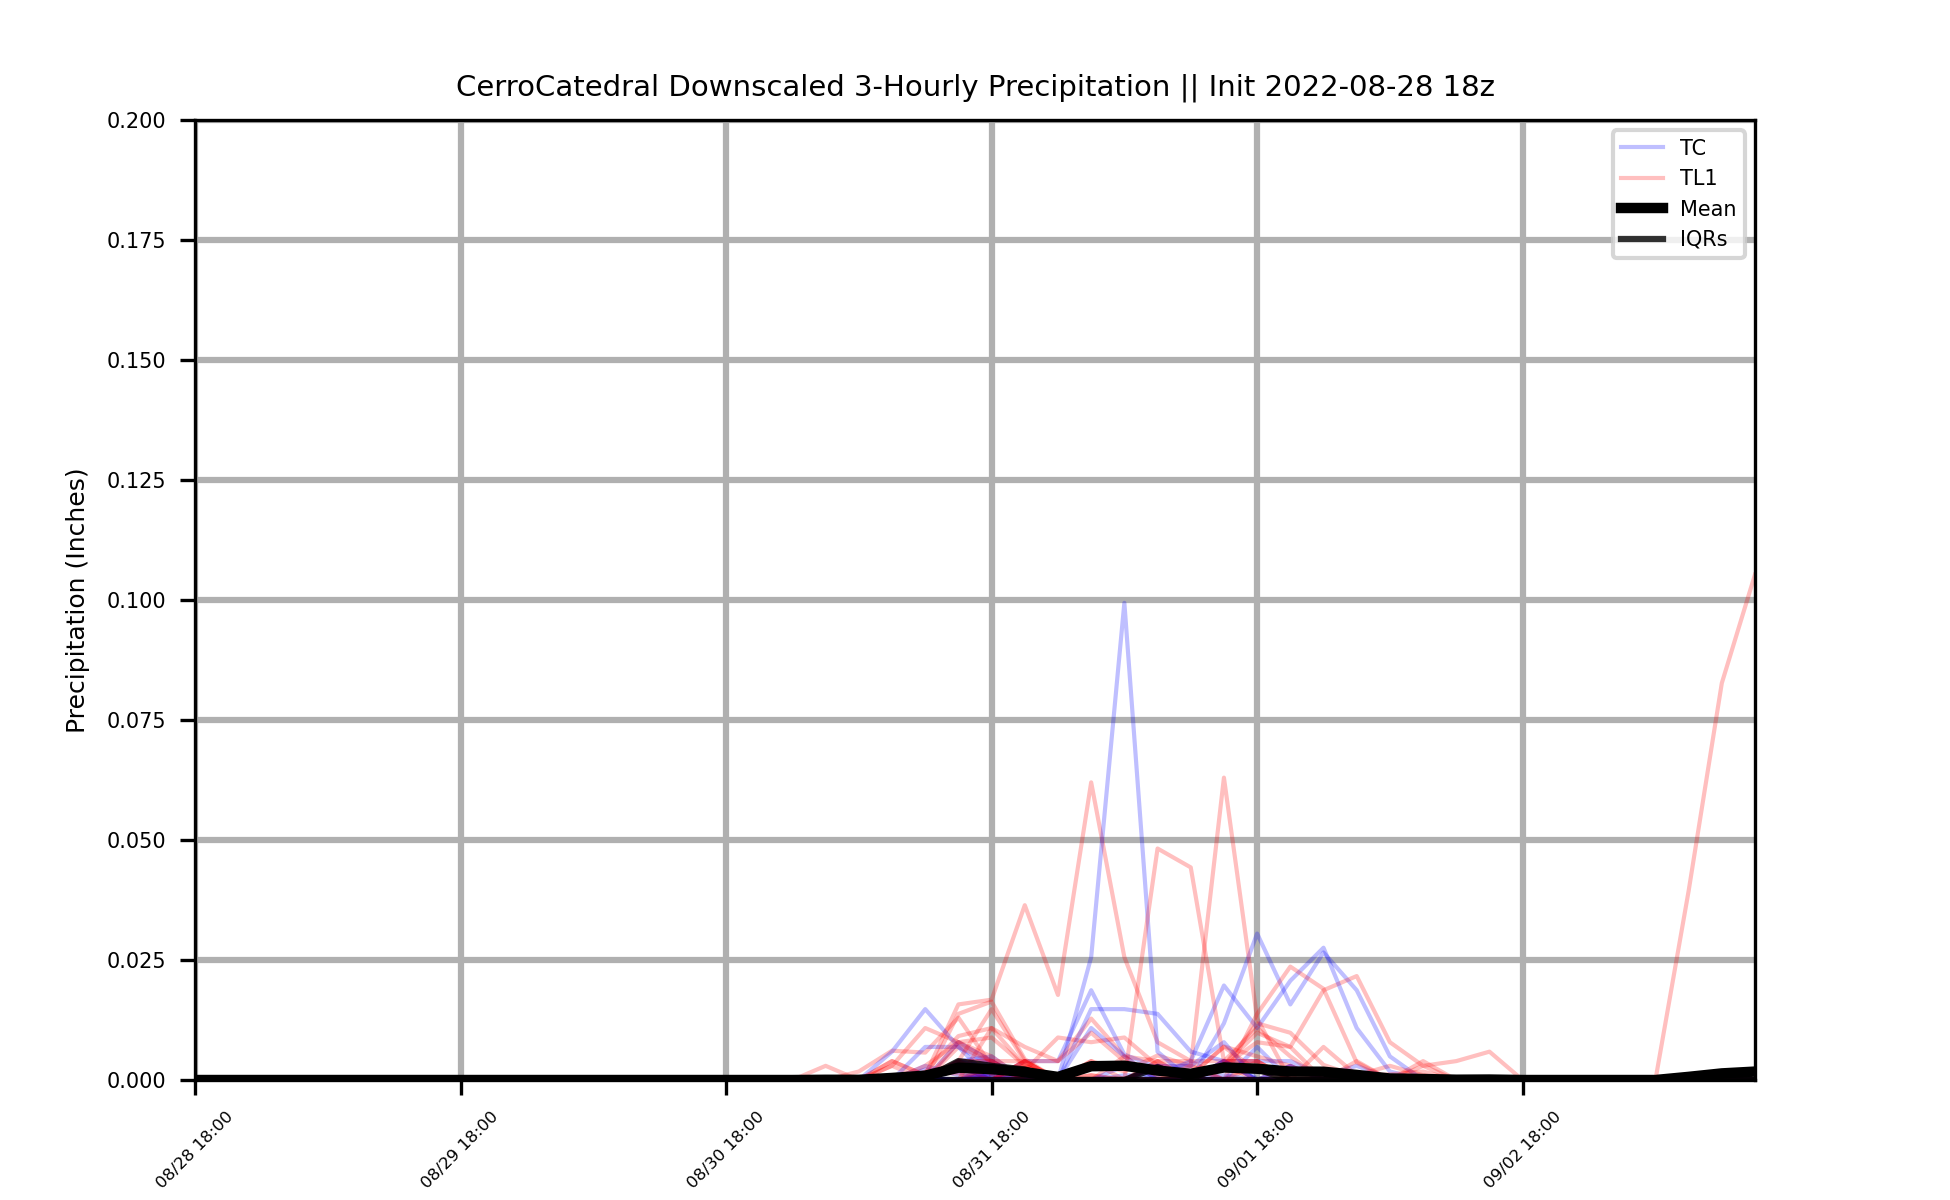 CerroCatedral Downscaled 3-Hourly Precipitation || Init 2022-08-28 18z
Precipitation (Inches)
0.200
0.175
0.150
0.125
0.100
0.075
0.050
0.025
0.000
TC
TL1
Mean
IQRs
08/28 18:00
08/29 18:00
08/30 18:00
08/31 18:00
09/01 18:00
09/02 18:00